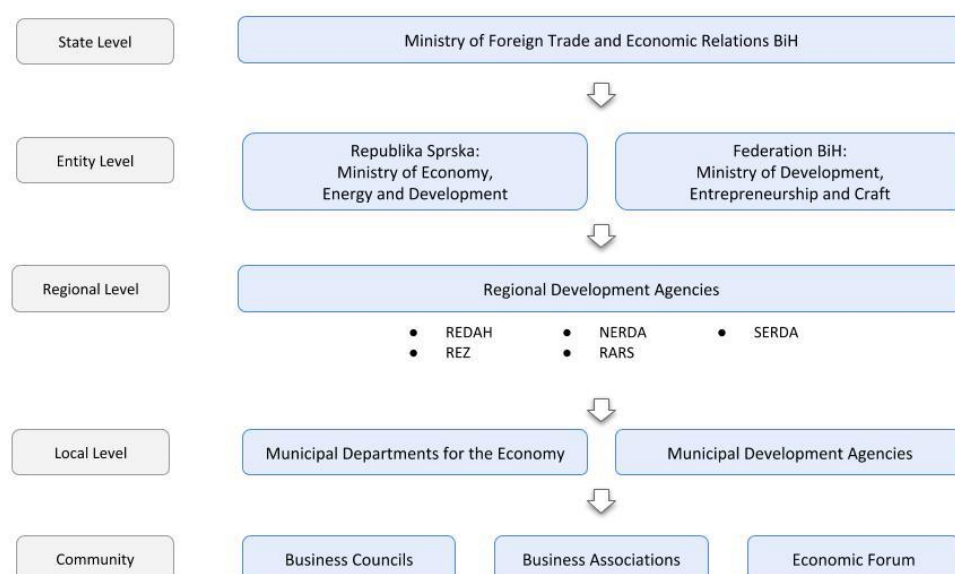 State Level
Ministry of Foreign Trade and Economic Relations BiH
Entity Level
Republika Sprska:
Ministry of Economy,
Energy and Development
Federation BiH:
Ministry of Development,
Entrepreneurship and Craft
Regional Level
Regional Development Agencies
● REDAH ● NERDA ● SERDA
● REZ ● RARS
Local Level
Municipal Departments for the Economy
Municipal Development Agencies
Community
Business Councils
Business Associations
Economic Forum